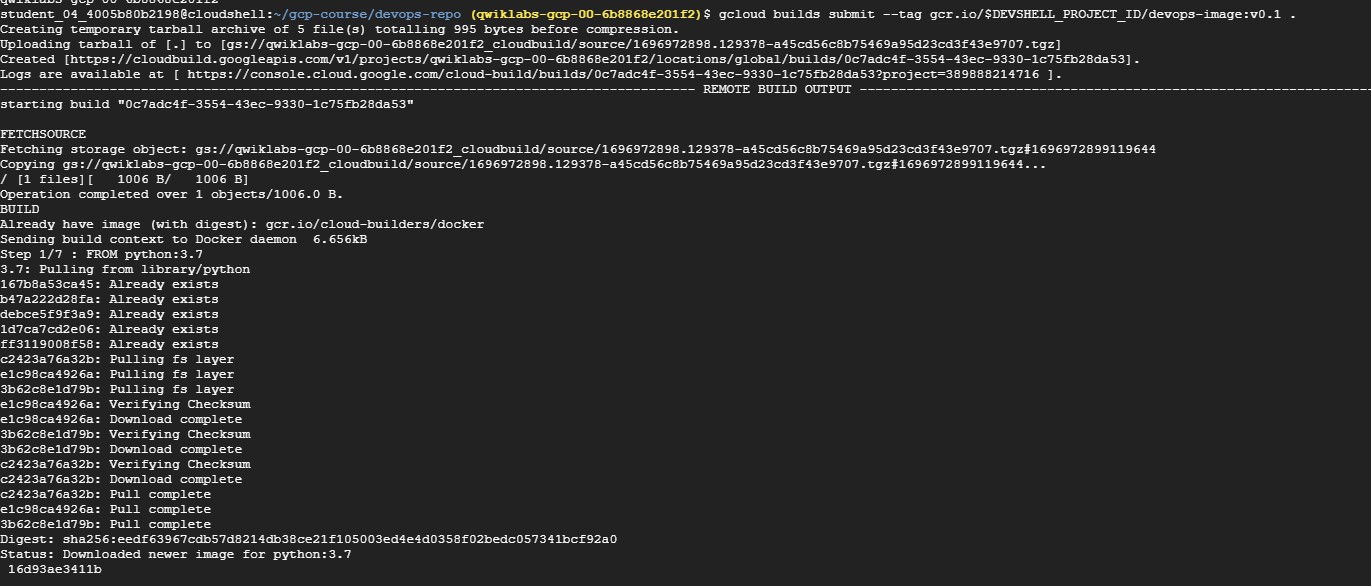 student_04_4005b80b2198@cloudshell:~/gcp-course/devops-repo (qwiklabs-gcp-00-6b8868e201f2)$ gcloud builds submit --tag gcr.io/$DEVSHELL_PROJECT_ID/devops-image:v0.1 .
Creating temporary tarball archive of 5 file(s) totalling 995 bytes before compression.
Uploading tarball of [.] to [gs://qwiklabs-gcp-00-6b8868e201f2_cloudbuild/source/1696972898.129378-a45cd56c8b75469a95d23cd3f43e9707.tgz]
Created [https://cloudbuild.googleapis.com/v1/projects/qwiklabs-gcp-00-6b8868e201f2/locations/global/builds/0c7adc4f-3554-43ec-9330-1c75fb28da53].
Logs are available at [ https://console.cloud.google.com/cloud-build/builds/0c7adc4f-3554-43ec-9330-1c75fb28da53?project=389888214716 ].
----------------------------------------------------------------------------------------- REMOTE BUILD OUTPUT ------------------------------------------------------------------
starting build "0c7adc4f-3554-43ec-9330-1c75fb28da53"
FETCHSOURCE
Fetching storage object: gs://qwiklabs-gcp-00-6b8868e201f2_cloudbuild/source/1696972898.129378-a45cd56c8b75469a95d23cd3f43e9707.tgz#1696972899119644
Copying gs://qwiklabs-gcp-00-6b8868e201f2_cloudbuild/source/1696972898.129378-a45cd56c8b75469a95d23cd3f43e9707.tgz#1696972899119644...
/ [1 files][   1006 B/   1006 B]
Operation completed over 1 objects/1006.0 B.
BUILD
Already have image (with digest): gcr.io/cloud-builders/docker
Sending build context to Docker daemon  6.656kB
Step 1/7 : FROM python:3.7
3.7: Pulling from library/python
167b8a53ca45: Already exists
b47a222d28fa: Already exists
debce5f9f3a9: Already exists
1d7ca7cd2e06: Already exists
ff3119008f58: Already exists
c2423a76a32b: Pulling fs layer
e1c98ca4926a: Pulling fs layer
3b62c8e1d79b: Pulling fs layer
e1c98ca4926a: Verifying Checksum
e1c98ca4926a: Download complete
3b62c8e1d79b: Verifying Checksum
3b62c8e1d79b: Download complete
c2423a76a32b: Verifying Checksum
c2423a76a32b: Download complete
c2423a76a32b: Pull complete
e1c98ca4926a: Pull complete
3b62c8e1d79b: Pull complete
Digest: sha256:eedf63967cdb57d8214db38ce21f105003ed4e4d0358f02bedc057341bcf92a0
Status: Downloaded newer image for python:3.7
16d93ae3411b